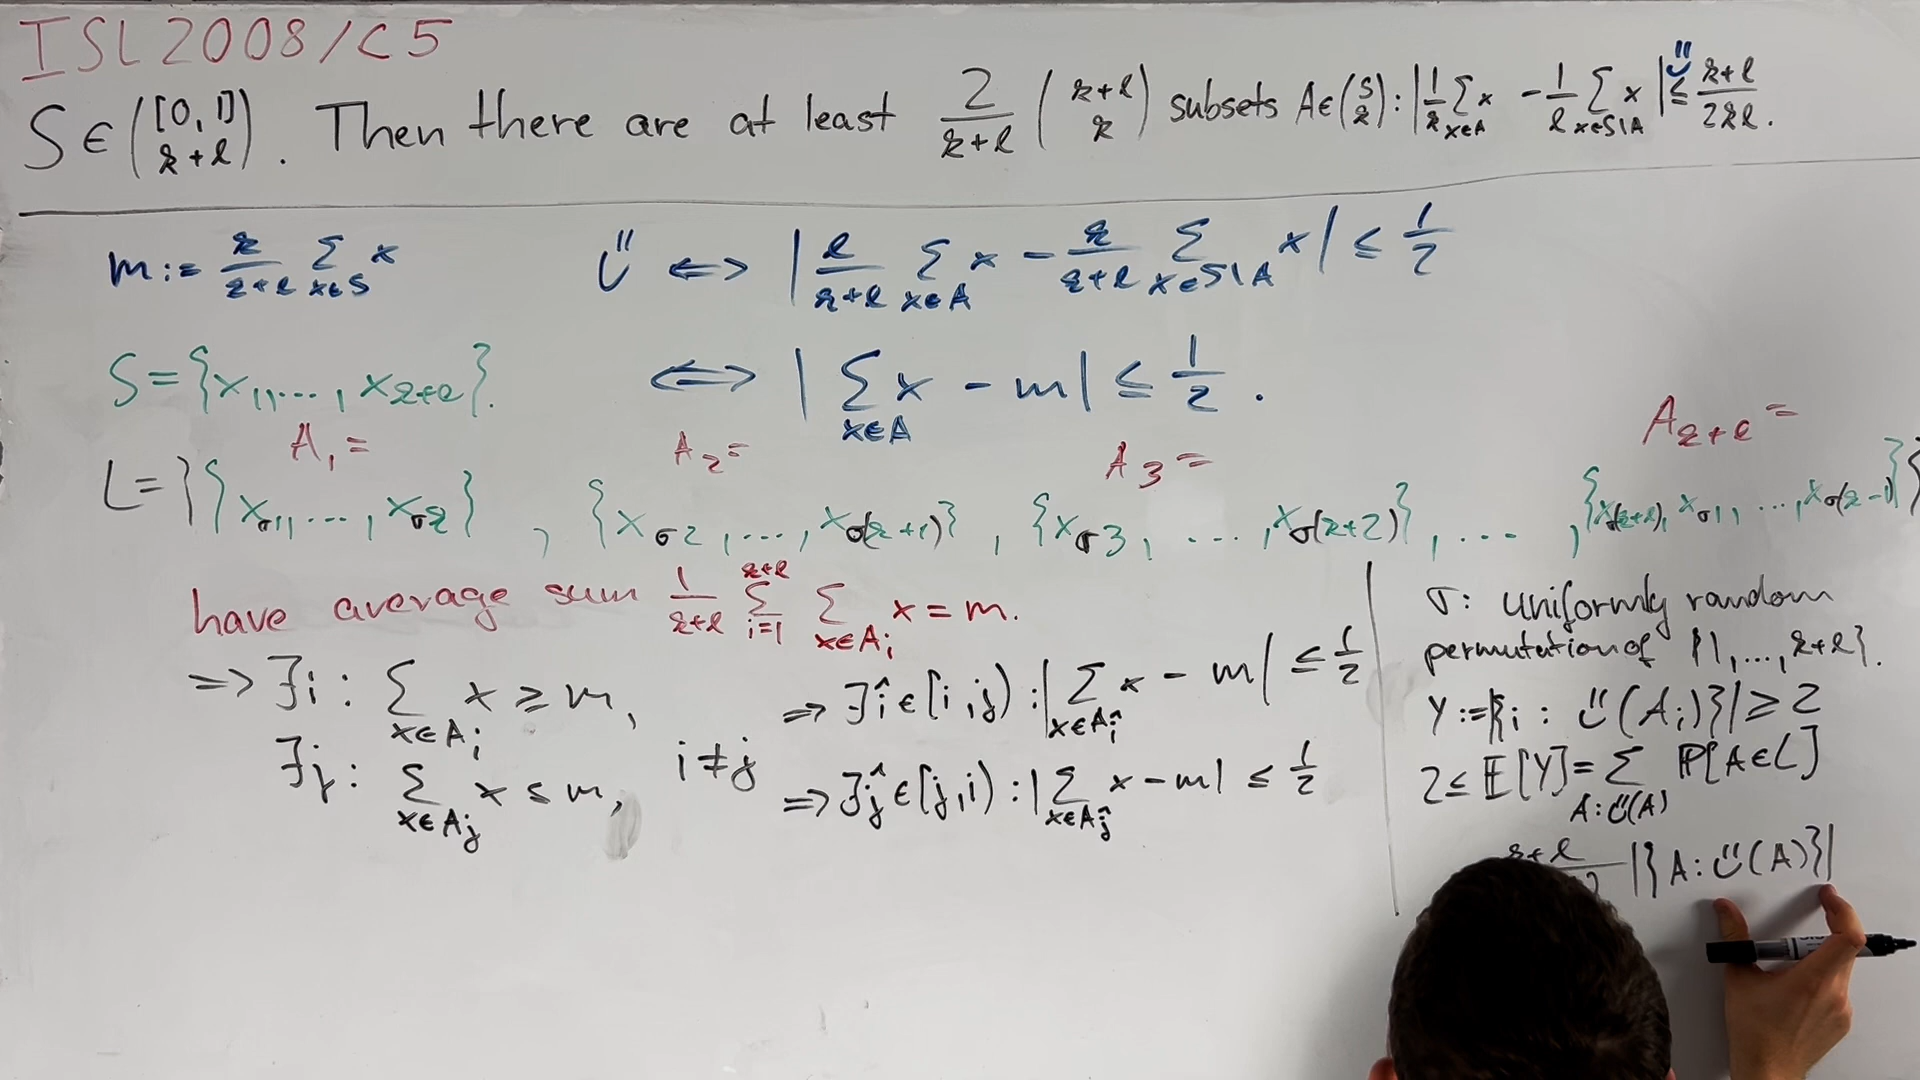 ISL 2008/C5
S ∈ ([0,1] choose k+ℓ). Then there are at least 2/(k+ℓ) (k+ℓ choose k) subsets A ∈ (S choose k): |1/k Σ_{x∈A} x − 1/ℓ Σ_{x∈S\A} x| ≤ (k+ℓ)/(2kℓ).
m := k/(k+ℓ) Σ_{x∈S} x
ü ⟺ |ℓ/(k+ℓ) Σ_{x∈A} x − k/(k+ℓ) Σ_{x∈S\A} x| ≤ 1/2
S = {x_1, ..., x_{k+ℓ}}.
⟺ |Σ_{x∈A} x − m| ≤ 1/2.
A_1 = A_2 = A_3 = A_{k+ℓ} =
L = {{x_{σ1}, ..., x_{σk}}, {x_{σ2}, ..., x_{σ(k+1)}}, {x_{σ3}, ..., x_{σ(k+2)}}, ..., {x_{σ(k+ℓ)}, x_{σ1}, ..., x_{σ(k-1)}}}
have average sum 1/(k+ℓ) Σ_{i=1}^{k+ℓ} Σ_{x∈A_i} x = m.
⇒ ∃i : Σ_{x∈A_i} x ≥ m,
∃j : Σ_{x∈A_j} x ≤ m, i ≠ j
⇒ ∃î ∈ [i,j) : |Σ_{x∈A_î} x − m| ≤ 1/2
⇒ ∃ĵ ∈ [j,i) : |Σ_{x∈A_ĵ} x − m| ≤ 1/2
σ: uniformly random
permutation of {1, ..., k+ℓ}.
Y := |{i : ü(A_i)}| ≥ 2
2 ≤ E[Y] = Σ_{A:ü(A)} P[A∈L]
k+ℓ |{A : ü(A)}|